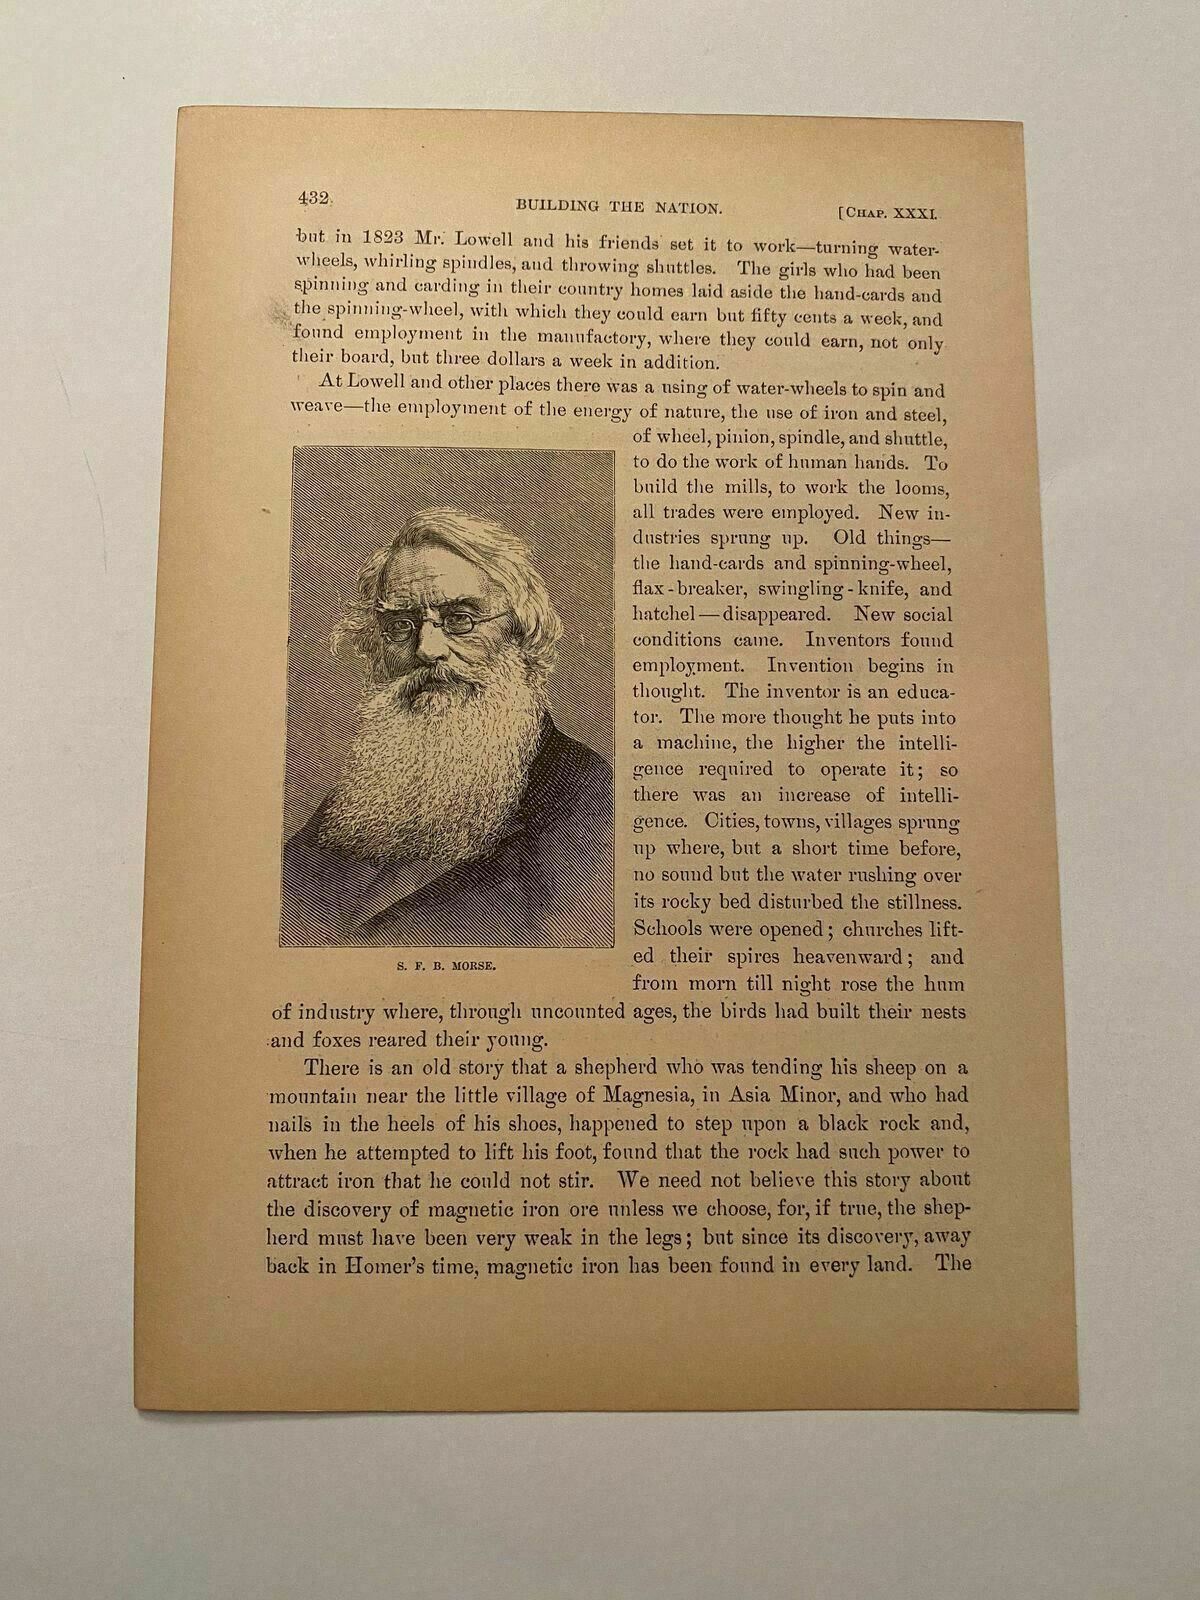 432
BUILDING THE NATION.
[CHAP. XXXI.
but in 1823 Mr. Lowell and his friends set it to work—turning water-
wheels, whirling spindles, and throwing shuttles. The girls who had been
spinning and carding in their country homes laid aside the hand-cards and
the spinning-wheel, with which they could earn but fifty cents a week, and
found employment in the manufactory, where they could earn, not only
their board, but three dollars a week in addition.
At Lowell and other places there was a using of water-wheels to spin and
weave—the employment of the energy of nature, the use of iron and steel,
of wheel, pinion, spindle, and shuttle,
to do the work of human hands. To
build the mills, to work the looms,
all trades were employed. New in-
dustries sprung up. Old things—
the hand-cards and spinning-wheel,
flax-breaker, swingling-knife, and
hatchel—disappeared. New social
conditions came. Inventors found
employment. Invention begins in
thought. The inventor is an educa-
tor. The more thought he puts into
a machine, the higher the intelli-
gence required to operate it; so
there was an increase of intelli-
gence. Cities, towns, villages sprung
up where, but a short time before,
no sound but the water rushing over
its rocky bed disturbed the stillness.
Schools were opened; churches lift-
ed their spires heavenward; and
from morn till night rose the hum
S. F. B. MORSE.
of industry where, through uncounted ages, the birds had built their nests
and foxes reared their young.
There is an old story that a shepherd who was tending his sheep on a
mountain near the little village of Magnesia, in Asia Minor, and who had
nails in the heels of his shoes, happened to step upon a black rock and,
when he attempted to lift his foot, found that the rock had such power to
attract iron that he could not stir. We need not believe this story about
the discovery of magnetic iron ore unless we choose, for, if true, the shep-
herd must have been very weak in the legs; but since its discovery, away
back in Homer's time, magnetic iron has been found in every land. The